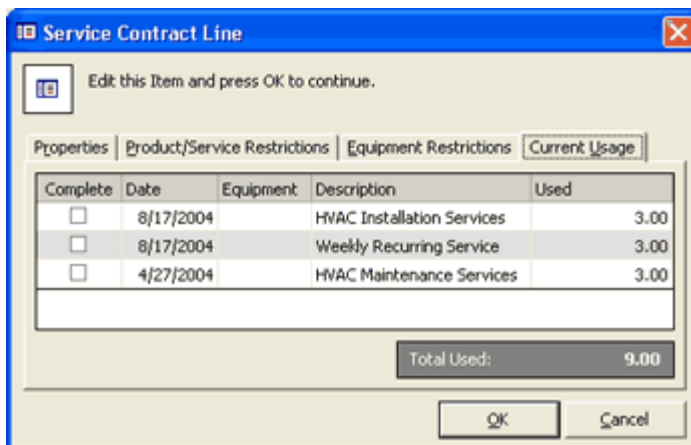 Service Contract Line
Edit this Item and press OK to continue.
Properties Product/Service Restrictions Equipment Restrictions Current Usage
Complete Date Equipment Description Used
8/17/2004 HVAC Installation Services 3.00
8/17/2004 Weekly Recurring Service 3.00
4/27/2004 HVAC Maintenance Services 3.00
Total Used: 9.00
OK Cancel